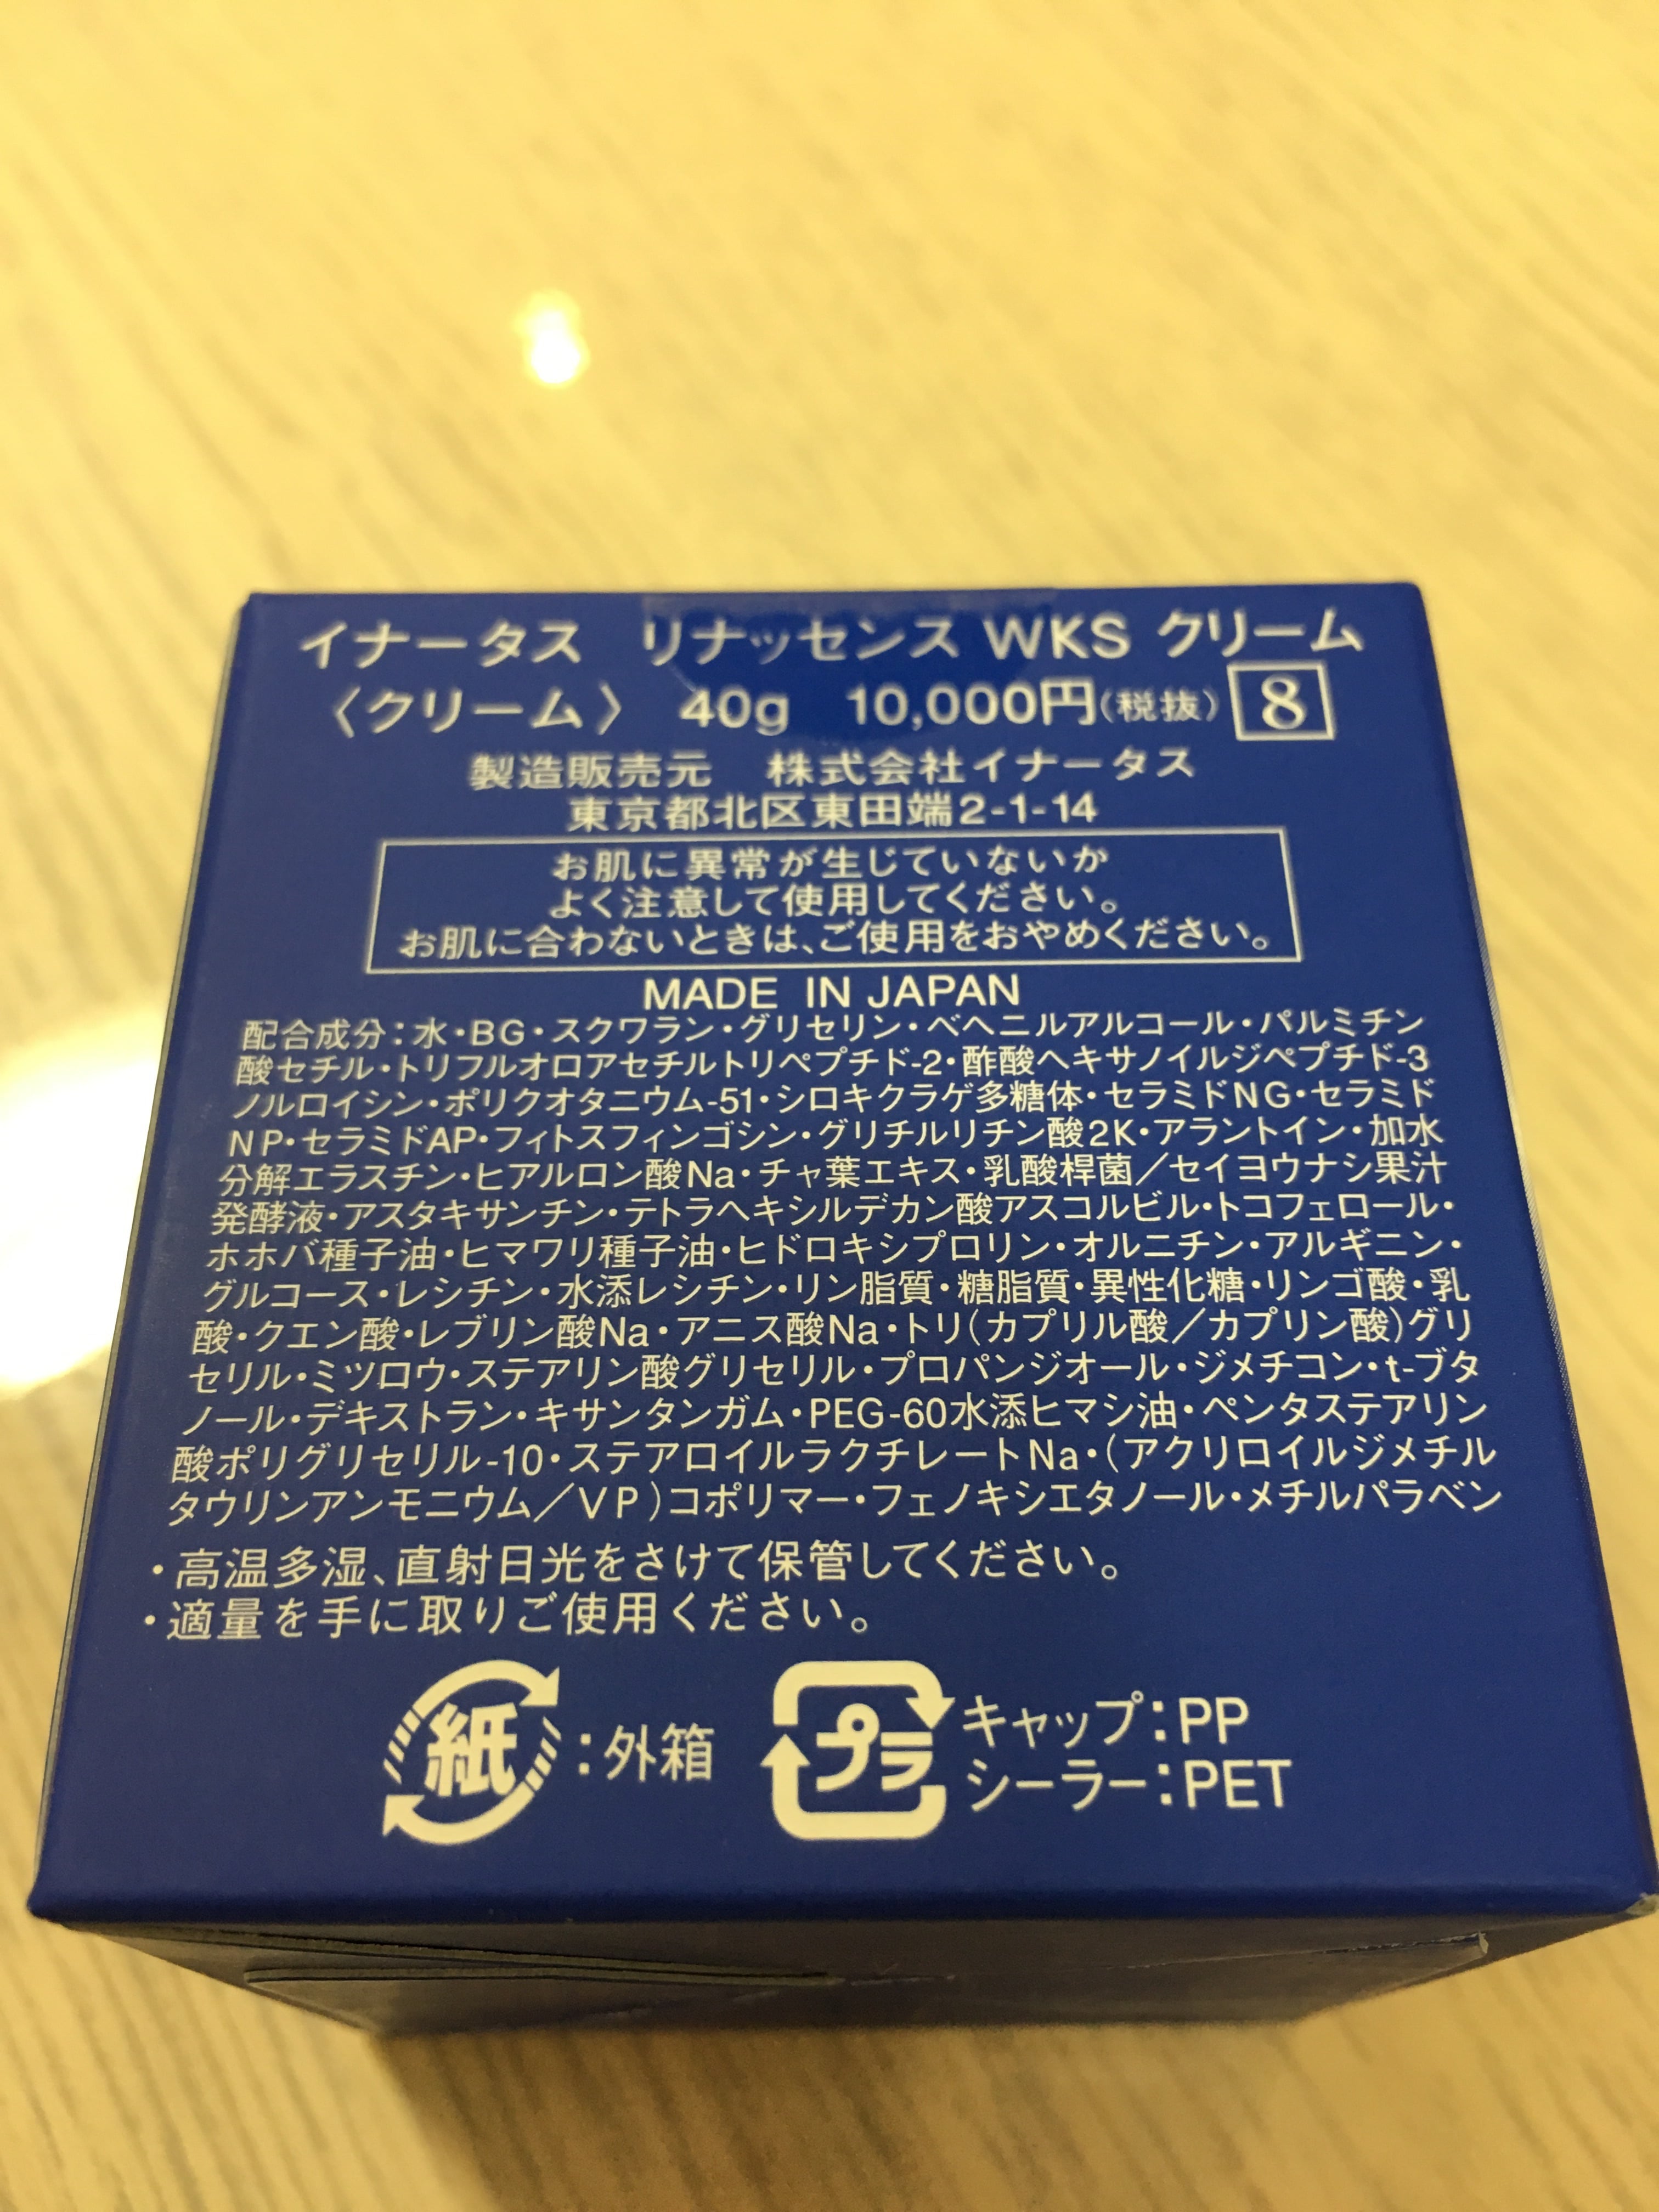 イナータス　リナッセンス WKS クリーム
〈クリーム〉 40g 10,000円(税抜) 8
製造販売元　株式会社イナータス
東京都北区東田端2-1-14
お肌に異常が生じていないか
よく注意して使用してください。
お肌に合わないときは、ご使用をおやめください。
MADE IN JAPAN
配合成分：水・BG・スクワラン・グリセリン・ベヘニルアルコール・パルミチン
酸セチル・トリフルオロアセチルトリペプチド-2・酢酸ヘキサノイルジペプチド-3
ノルロイシン・ポリクオタニウム-51・シロキクラゲ多糖体・セラミドNG・セラミド
NP・セラミドAP・フィトスフィンゴシン・グリチルリチン酸2K・アラントイン・加水
分解エラスチン・ヒアルロン酸Na・チャ葉エキス・乳酸桿菌／セイヨウナシ果汁
発酵液・アスタキサンチン・テトラヘキシルデカン酸アスコルビル・トコフェロール・
ホホバ種子油・ヒマワリ種子油・ヒドロキシプロリン・オルニチン・アルギニン・
グルコース・レシチン・水添レシチン・リン脂質・糖脂質・異性化糖・リンゴ酸・乳
酸・クエン酸・レブリン酸Na・アニス酸Na・トリ(カプリル酸／カプリン酸)グリ
セリル・ミツロウ・ステアリン酸グリセリル・プロパンジオール・ジメチコン・t-ブタ
ノール・デキストラン・キサンタンガム・PEG-60水添ヒマシ油・ペンタステアリン
酸ポリグリセリル-10・ステアロイルラクチレートNa・(アクリロイルジメチル
タウリンアンモニウム／VP)コポリマー・フェノキシエタノール・メチルパラベン
・高温多湿、直射日光をさけて保管してください。
・適量を手に取りご使用ください。
紙：外箱 プラ キャップ：PP
シーラー：PET